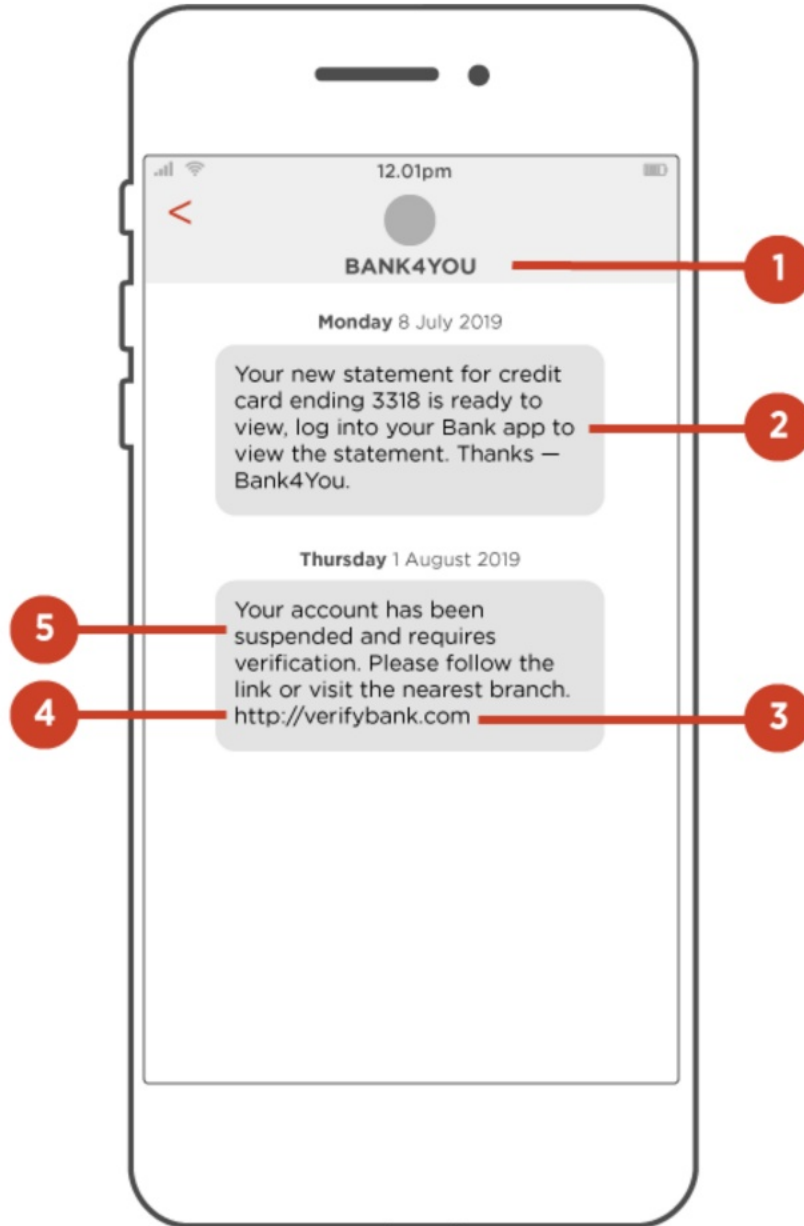 12.01pm
<
BANK4YOU
1
Monday 8 July 2019
Your new statement for credit
card ending 3318 is ready to
view, log into your Bank app to
view the statement. Thanks —
Bank4You.
2
Thursday 1 August 2019
Your account has been
suspended and requires
verification. Please follow the
link or visit the nearest branch.
http://verifybank.com
5
4
3